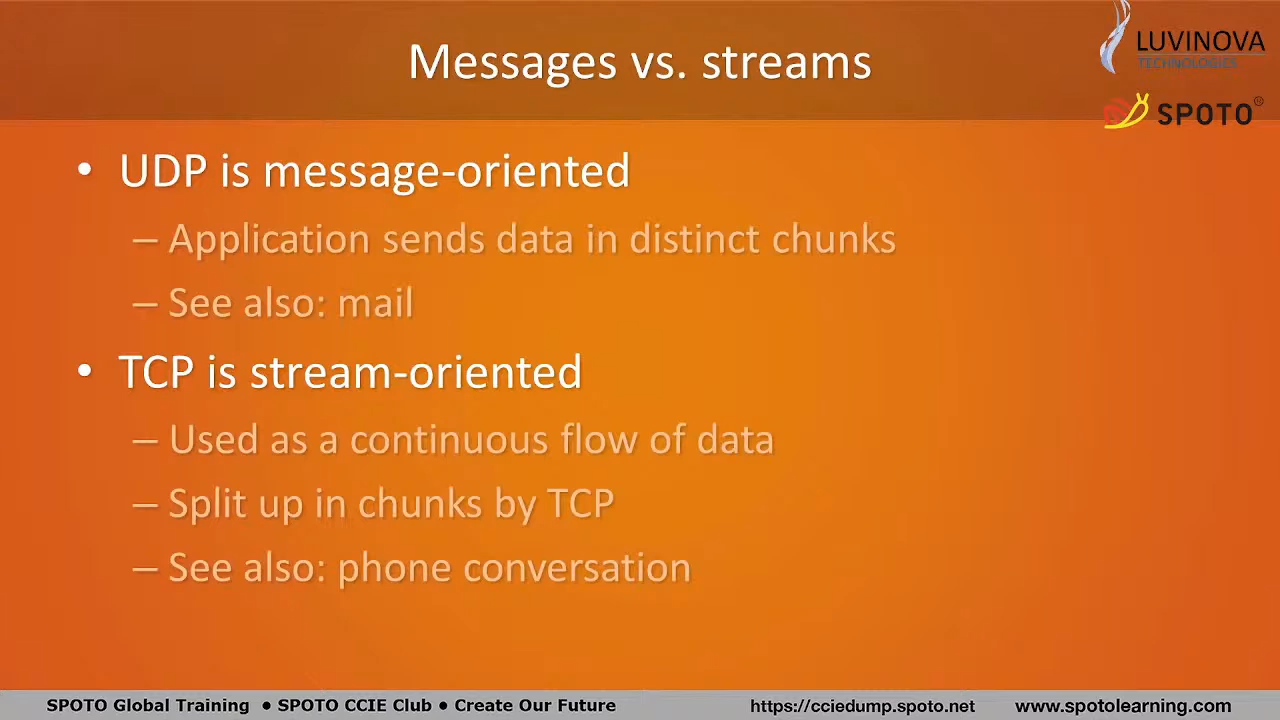 Messages vs. streams
LUVINOVA
TECHNOLOGIES
SPOTO®
• UDP is message-oriented
– Application sends data in distinct chunks
– See also: mail
• TCP is stream-oriented
– Used as a continuous flow of data
– Split up in chunks by TCP
– See also: phone conversation
SPOTO Global Training ● SPOTO CCIE Club ● Create Our Future https://cciedump.spoto.net www.spotolearning.com